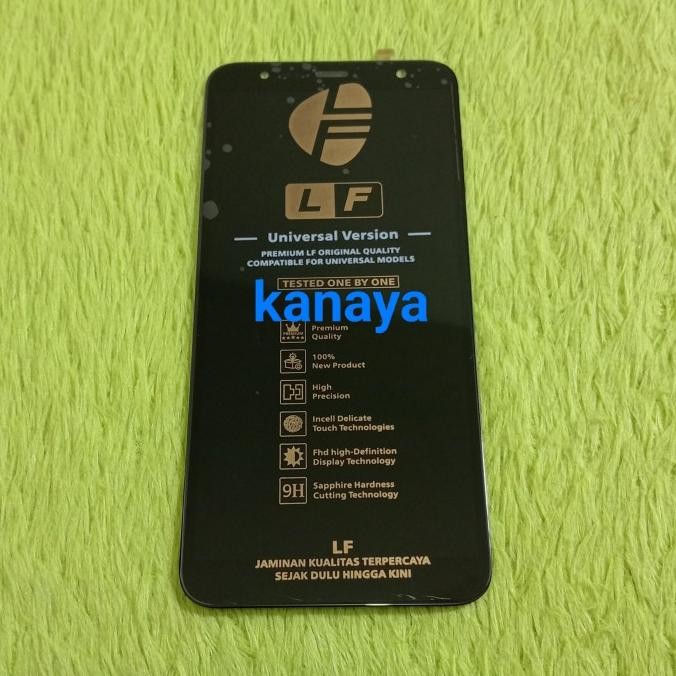 LF
L F
Universal Version
PREMIUM LF ORIGINAL QUALITY
COMPATIBLE FOR UNIVERSAL MODELS
TESTED ONE BY ONE
kanaya
PREMIUM
Premium
Quality
100%
New Product
High
Precision
Incell Delicate
Touch Technologies
Fhd high-Definition
Display Technology
9H
Sapphire Hardness
Cutting Technology
LF
JAMINAN KUALITAS TERPERCAYA
SEJAK DULU HINGGA KINI